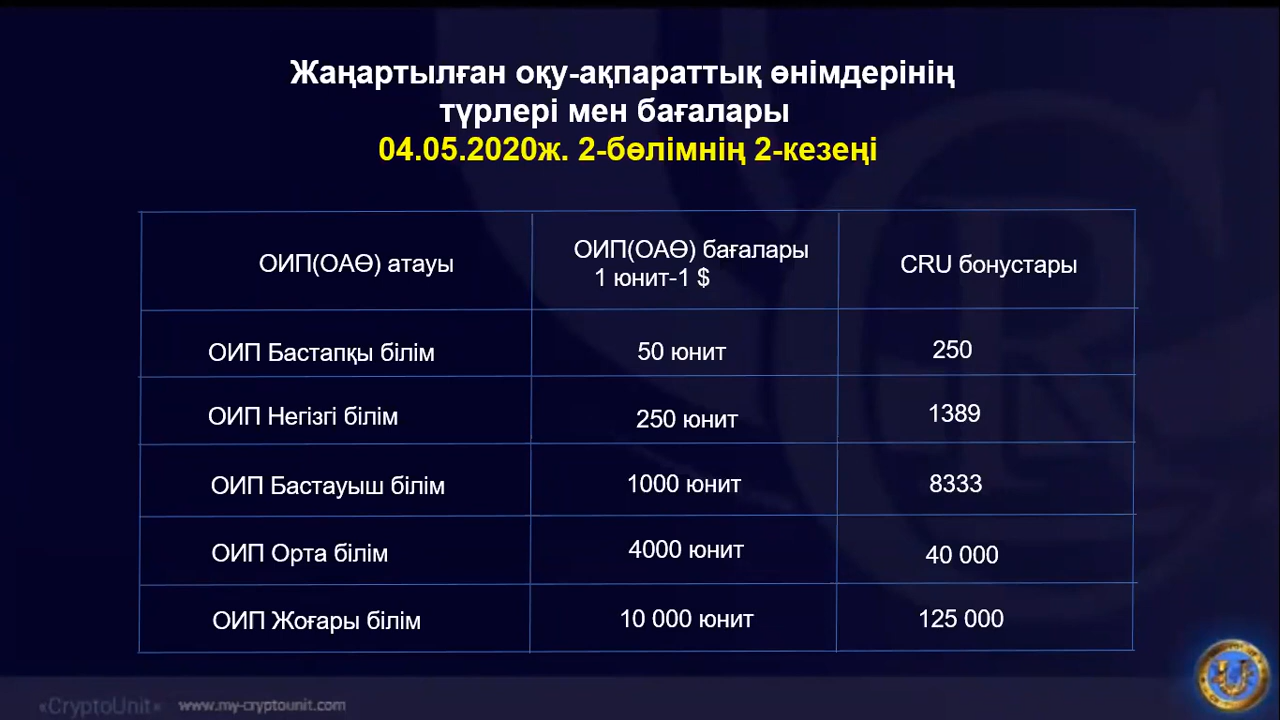 Жаңартылған оқу-ақпараттық өнімдерінің
түрлері мен бағалары
04.05.2020ж. 2-бөлімнің 2-кезеңі
ОИП(ОАӨ) атауы
ОИП(ОАӨ) бағалары
1 юнит-1 $
CRU бонустары
ОИП Бастапқы білім
50 юнит
250
ОИП Негізгі білім
250 юнит
1389
ОИП Бастауыш білім
1000 юнит
8333
ОИП Орта білім
4000 юнит
40 000
ОИП Жоғары білім
10 000 юнит
125 000
«CryptoUnit» www.my-cryptounit.com